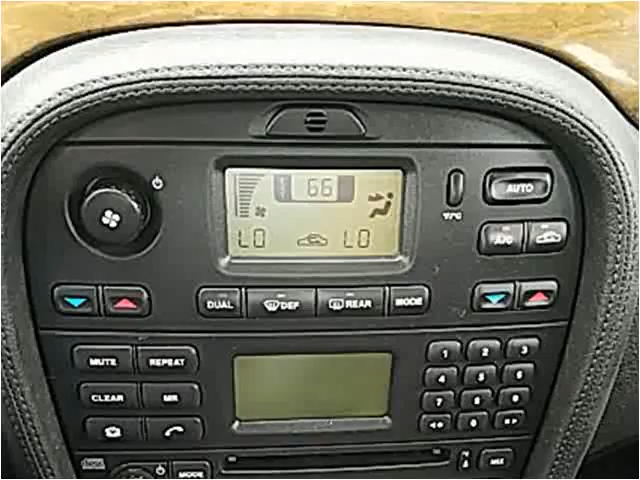 66
LO LO
°F/°C
AUTO
A/C
DUAL DEF REAR MODE
MUTE REPEAT
CLEAR MR
1 2 3
4 5 6
7 8 9
0
MODE